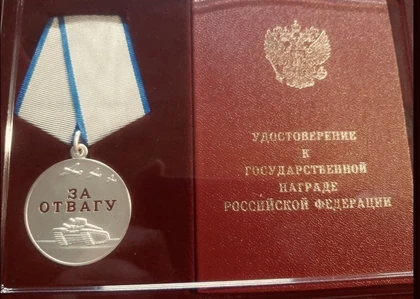 ЗА
ОТВАГУ
УДОСТОВЕРЕНИЕ
К
ГОСУДАРСТВЕННОЙ
НАГРАДЕ
РОССИЙСКОЙ ФЕДЕРАЦИИ